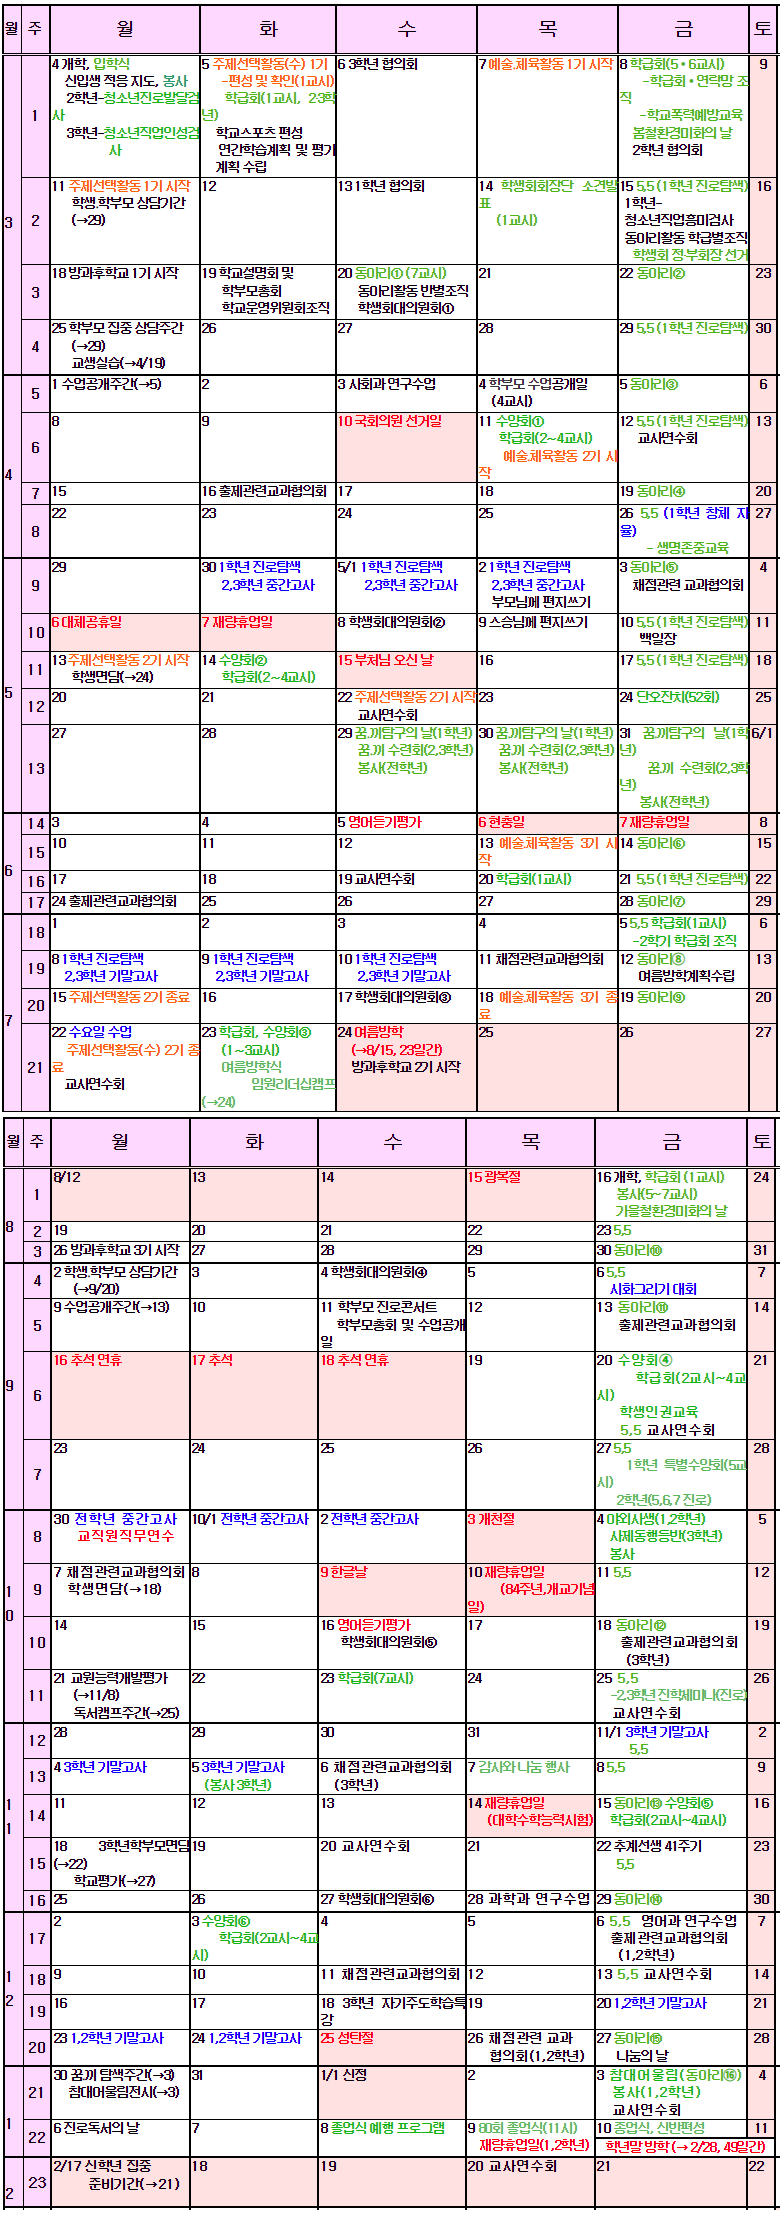 월 주 월 화 수 목 금 토
3
1
4 개학, 입학식
신입생 적응 지도, 봉사
2학년-청소년진로발달검
사
3학년-청소년직업인성검
사
5 주제선택활동(수) 1기
-편성 및 확인(1교시)
학급회(1교시, 2·3학
년)
학교스포츠 편성
연간학습계획 및 평가
계획 수립
6 3학년 협의회
7 예술.체육활동 1기 시작
8 학급회(5·6교시)
-학급회·연락망 조
직
-학교폭력예방교육
봄철환경미화의 날
2학년 협의회
9
2
11 주제선택활동 1기 시작
학생.학부모 상담기간
(→29)
12
13 1학년 협의회
14 학생회회장단 소견발
표
(1교시)
15 5,5 (1학년 진로탐색)
1학년-
청소년직업흥미검사
동아리활동 학급별조직
학생회 정·부회장 선거
16
3
18 방과후학교 1기 시작
19 학교설명회 및
학부모총회
학교운영위원회조직
20 동아리① (7교시)
동아리활동 반별조직
학생회대의원회①
21
22 동아리②
23
4
25 학부모 집중 상담주간
(→29)
교생실습(→4/19)
26
27
28
29 5,5 (1학년 진로탐색)
30
4
5
1 수업공개주간(→5)
2
3 사회과 연구수업
4 학부모 수업공개일
(4교시)
5 동아리③
6
6
8
9
10 국회의원 선거일
11 수양회①
학급회(2~4교시)
예술.체육활동 2기 시
작
12 5,5 (1학년 진로탐색)
교사연수회
13
7
15
16 출제관련교과협의회
17
18
19 동아리④
20
8
22
23
24
25
26 5,5 (1학년 창체 자
율)
- 생명존중교육
27
5
9
29
30 1학년 진로탐색
2,3학년 중간고사
5/1 1학년 진로탐색
2,3학년 중간고사
2 1학년 진로탐색
2,3학년 중간고사
부모님께 편지쓰기
3 동아리⑤
채점관련 교과협의회
4
10
6 대체공휴일
7 재량휴업일
8 학생회대의원회②
9 스승님께 편지쓰기
10 5,5 (1학년 진로탐색)
백일장
11
11
13 주제선택활동 2기 시작
학생면담(→24)
14 수양회②
학급회(2~4교시)
15 부처님 오신 날
16
17 5,5 (1학년 진로탐색)
18
12
20
21
22 주제선택활동 2기 시작
교사연수회
23
24 단오잔치(52회)
25
13
27
28
29 꿈.끼탐구의 날(1학년)
꿈.끼 수련회(2,3학년)
봉사(전학년)
30 꿈.끼탐구의 날(1학년)
꿈.끼 수련회(2,3학년)
봉사(전학년)
31 꿈.끼탐구의 날(1학
년)
꿈.끼 수련회(2,3학
년)
봉사(전학년)
6/1
6
14
3
4
5 영어듣기평가
6 현충일
7 재량휴업일
8
15
10
11
12
13 예술.체육활동 3기 시
작
14 동아리⑥
15
16
17
18
19 교사연수회
20 학급회(1교시)
21 5,5 (1학년 진로탐색)
22
17
24 출제관련교과협의회
25
26
27
28 동아리⑦
29
7
18
1
2
3
4
5 5,5 학급회(1교시)
-2학기 학급회 조직
6
19
8 1학년 진로탐색
2,3학년 기말고사
9 1학년 진로탐색
2,3학년 기말고사
10 1학년 진로탐색
2,3학년 기말고사
11 채점관련교과협의회
12 동아리⑧
여름방학계획수립
13
20
15 주제선택활동 2기 종료
16
17 학생회대의원회③
18 예술.체육활동 3기 종
료
19 동아리⑨
20
21
22 수요일 수업
주제선택활동(수) 2기 종
료
교사연수회
23 학급회, 수양회③
(1~3교시)
여름방학식
임원리더십캠프
(→24)
24 여름방학
(→8/15, 23일간)
방과후학교 2기 시작
25
26
27
월 주 월 화 수 목 금 토
8
1
8/12
13
14
15 광복절
16 개학, 학급회 (1교시)
봉사(5~7교시)
가을철환경미화의 날
24
2
19
20
21
22
23 5,5
3
26 방과후학교 3기 시작
27
28
29
30 동아리⑩
31
9
4
2 학생.학부모 상담기간
(→9/20)
3
4 학생회대의원회④
5
6 5,5
시화그리기 대회
7
5
9 수업공개주간(→13)
10
11 학부모 진로콘서트
학부모총회 및 수업공개
일
12
13 동아리⑪
출제관련교과협의회
14
6
16 추석 연휴
17 추석
18 추석 연휴
19
20 수양회④
학급회(2교시~4교
시)
학생인권교육
5,5 교사연수회
21
7
23
24
25
26
27 5,5
1학년 특별수양회(5교
시)
2학년(5,6,7 진로)
28
10
8
30 전학년 중간고사
교직원직무연수
10/1 전학년 중간고사
2 전학년 중간고사
3 개천절
4 야외사생(1,2학년)
사제동행등반(3학년)
봉사
5
9
7 채점관련교과협의회
학생면담(→18)
8
9 한글날
10 재량휴업일
(84주년,개교기념
일)
11 5,5
12
10
14
15
16 영어듣기평가
학생회대의원회⑤
17
18 동아리⑫
출제관련교과협의회
(3학년)
19
11
21 교원능력개발평가
(→11/8)
독서캠프주간(→25)
22
23 학급회(7교시)
24
25 5,5
-2,3학년 진학세미나(진로)
교사연수회
26
11
12
28
29
30
31
11/1 3학년 기말고사
5,5
2
13
4 3학년 기말고사
5 3학년 기말고사
(봉사 3학년)
6 채점관련교과협의회
(3학년)
7 감사와 나눔 행사
8 5,5
9
14
11
12
13
14 재량휴업일
(대학수학능력시험)
15 동아리⑬ 수양회⑤
학급회(2교시~4교시)
16
15
18 3학년학부모면담
(→22)
학교평가(→27)
19
20 교사연수회
21
22 추계선생 41주기
5,5
23
16
25
26
27 학생회대의원회⑥
28 과학과 연구수업
29 동아리⑭
30
12
17
2
3 수양회⑥
학급회(2교시~4교
시)
4
5
6 5,5 영어과 연구수업
출제관련교과협의회
(1,2학년)
7
18
9
10
11 채점관련교과협의회
12
13 5,5 교사연수회
14
19
16
17
18 3학년 자기주도학습특
강
19
20 1,2학년 기말고사
21
20
23 1,2학년 기말고사
24 1,2학년 기말고사
25 성탄절
26 채점관련 교과
협의회(1,2학년)
27 동아리⑮
나눔의 날
28
1
21
30 꿈.끼 탐색주간(→3)
참대어울림전시(→3)
31
1/1 신정
2
3 참대어울림(동아리⑯)
봉사(1,2학년)
교사연수회
4
22
6 진로독서의 날
7
8 졸업식 예행 프로그램
9 80회 졸업식(11시)
재량휴업일(1,2학년)
10 종업식, 신반편성
학년말 방학 (→ 2/28, 49일간)
11
2
23
2/17 신학년 집중
준비기간(→21)
18
19
20 교사연수회
21
22